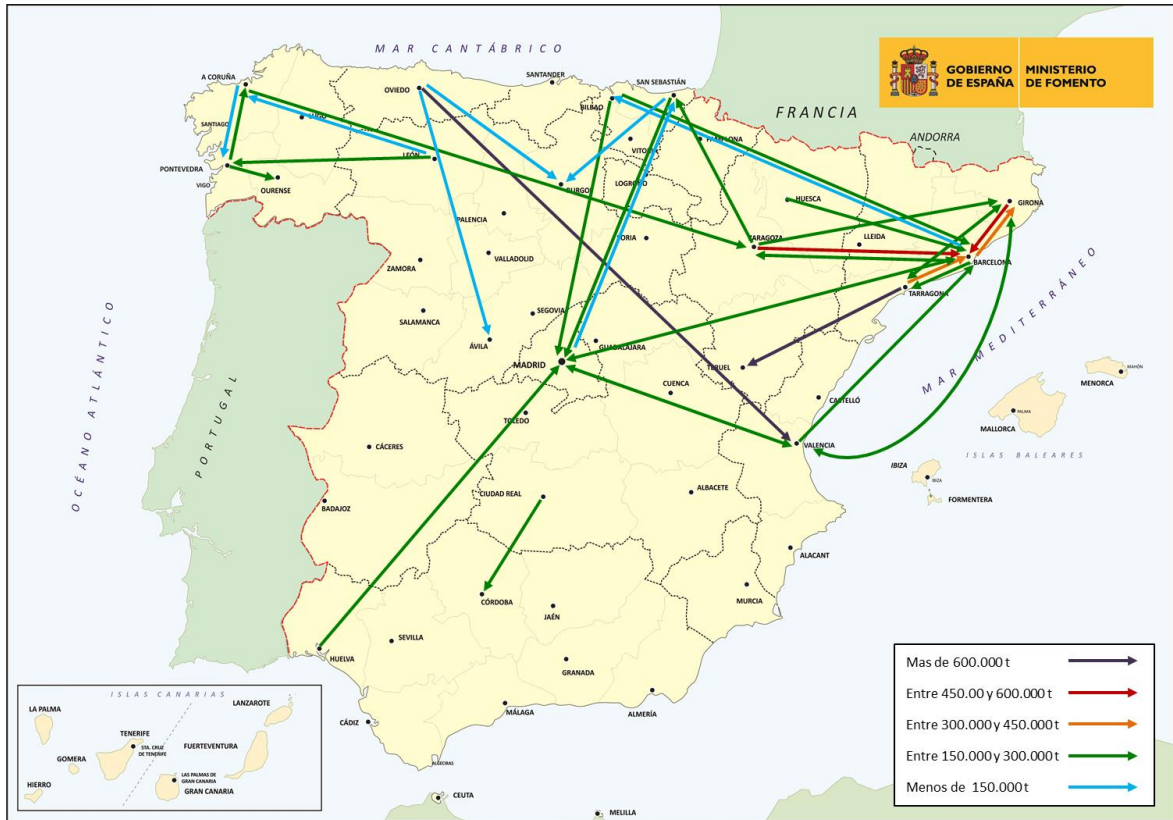 MAR CANTÁBRICO
GOBIERNO
DE ESPAÑA
MINISTERIO
DE FOMENTO
A CORUÑA
OVIEDO
SANTANDER
SAN SEBASTIÁN
BILBAO
FRANCIA
LUGO
SANTIAGO
VITORIA
PAMPLONA
ANDORRA
LEÓN
PONTEVEDRA
VIGO
OURENSE
BURGOS
LOGROÑO
HUESCA
GIRONA
PALENCIA
SORIA
ZARAGOZA
LLEIDA
BARCELONA
ZAMORA
VALLADOLID
TARRAGONA
SALAMANCA
SEGOVIA
ÁVILA
GUADALAJARA
MADRID
TERUEL
CUENCA
MAR MEDITERRÁNEO
MAHÓN
MENORCA
CASTELLÓ
PALMA
MALLORCA
TOLEDO
OCÉANO ATLÁNTICO
PORTUGAL
CÁCERES
VALENCIA
ISLAS BALEARES
IBIZA
IBIZA
FORMENTERA
BADAJOZ
CIUDAD REAL
ALBACETE
ALACANT
CÓRDOBA
JAÉN
MURCIA
SEVILLA
HUELVA
GRANADA
CÁDIZ
MÁLAGA
ALMERÍA
ALGECIRAS
CEUTA
MELILLA
ISLAS CANARIAS
LA PALMA
LANZAROTE
TENERIFE
STA. CRUZ
DE TENERIFE
FUERTEVENTURA
GOMERA
LAS PALMAS DE
GRAN CANARIA
HIERRO
GRAN CANARIA
Mas de 600.000 t
Entre 450.00 y 600.000 t
Entre 300.000 y 450.000 t
Entre 150.000 y 300.000 t
Menos de 150.000 t